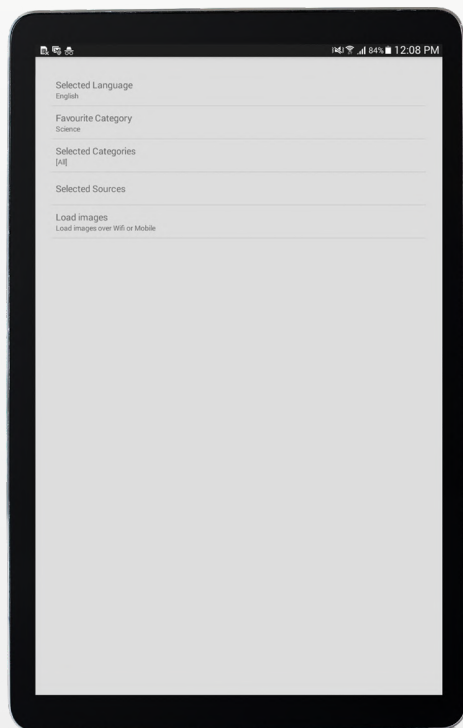 84% 12:08 PM
Selected Language
English
Favourite Category
Science
Selected Categories
[All]
Selected Sources
Load images
Load images over Wifi or Mobile